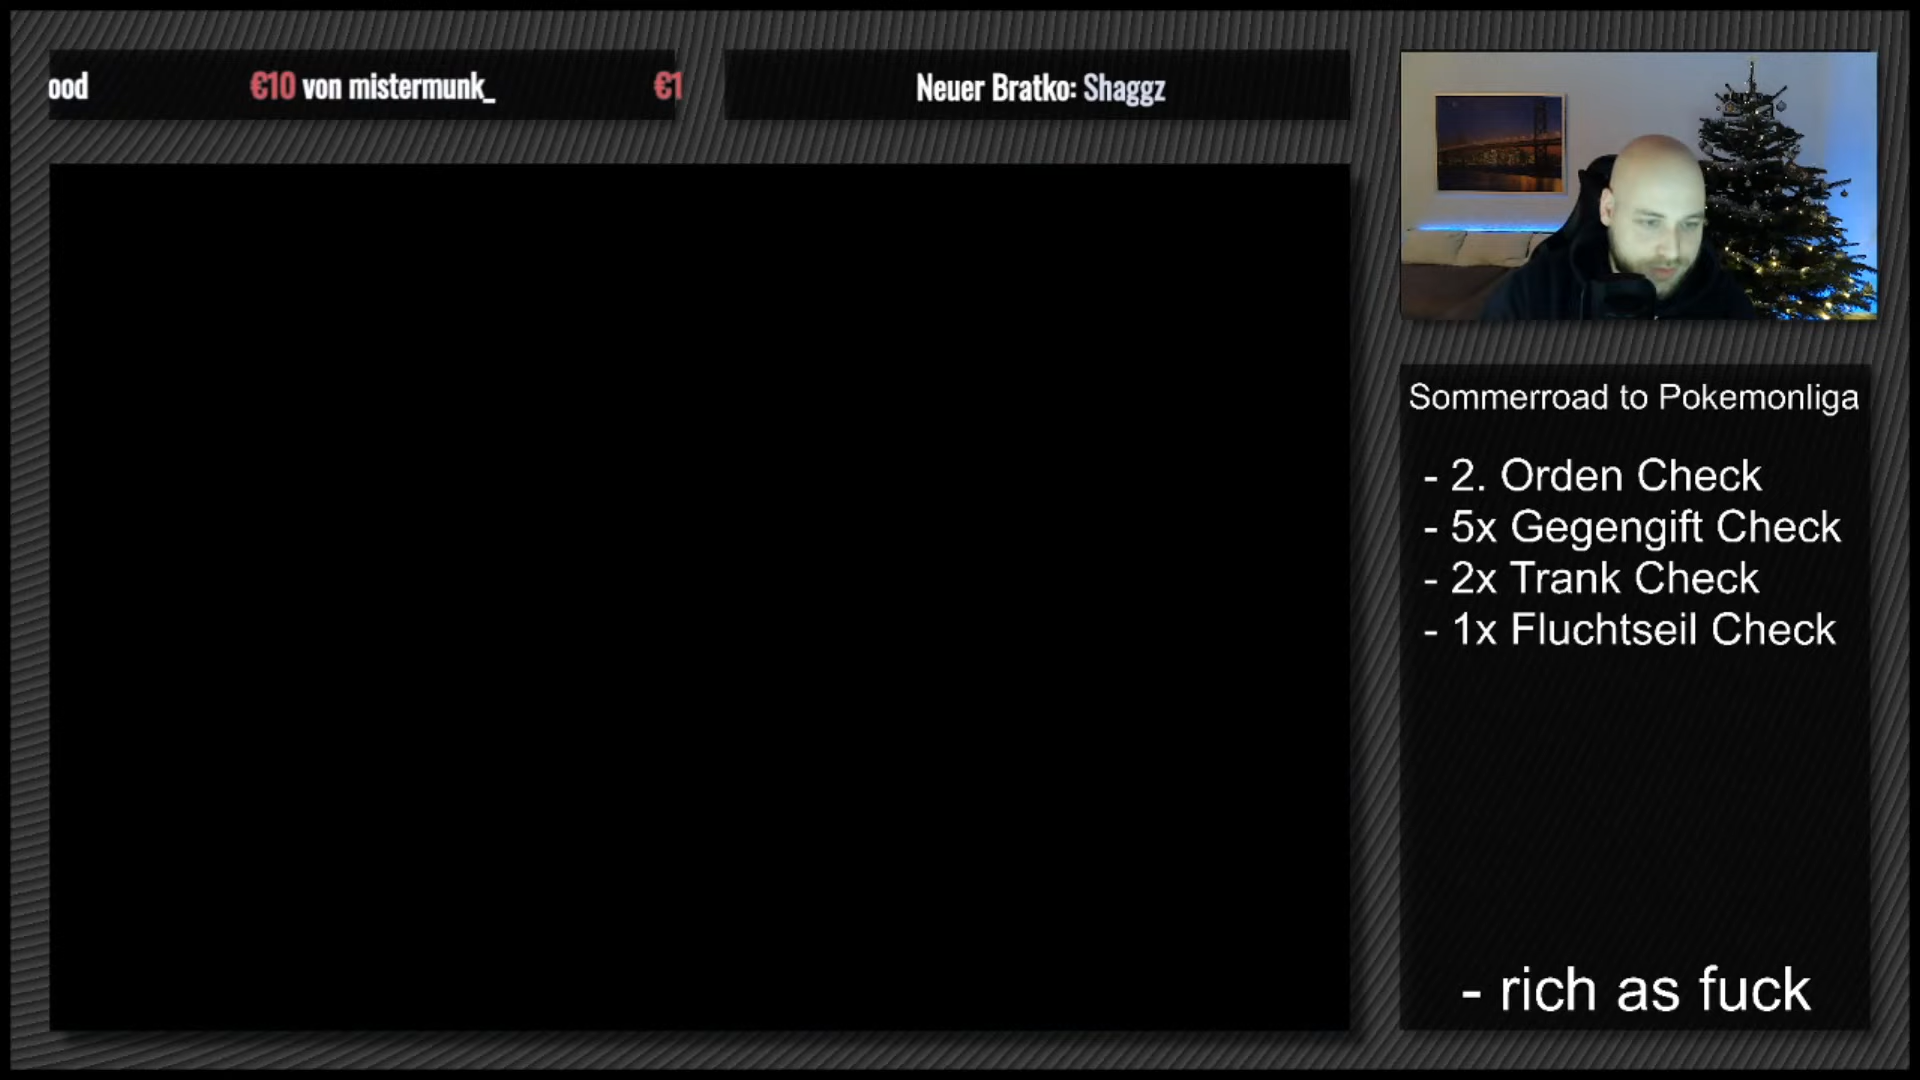 ood €10 von mistermunk_ €1
Neuer Bratko: Shaggz
Sommerroad to Pokemonliga
- 2. Orden Check
- 5x Gegengift Check
- 2x Trank Check
- 1x Fluchtseil Check
- rich as fuck